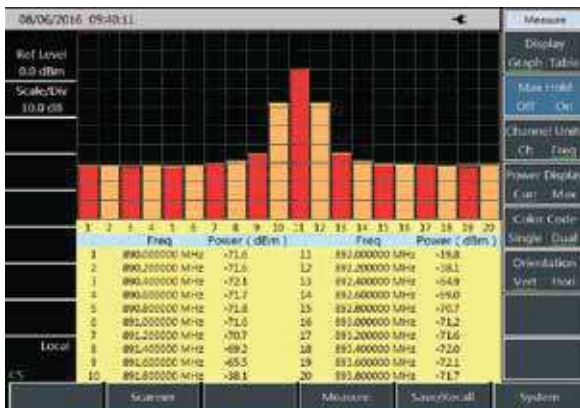 08/06/2016 09:40:11
Measure
Ref Level
0.0 dBm
Scale/Div
10.0 dB
Display
Graph Table
Max Hold
Off On
Channel Unit
Ch Freq
Power Display
Curr Max
Color Code
Single Dual
Orientation
Vert Hori
1 2 3 4 5 6 7 8 9 10 11 12 13 14 15 16 17 18 19 20
Freq Power ( dBm ) Freq Power ( dBm )
1 890.000000 MHz -71.6 11 892.000000 MHz -19.8
2 890.200000 MHz -71.6 12 892.200000 MHz -38.1
3 890.400000 MHz -72.1 13 892.400000 MHz -64.9
4 890.600000 MHz -71.7 14 892.600000 MHz -69.0
5 890.800000 MHz -71.8 15 892.800000 MHz -70.7
6 891.000000 MHz -71.6 16 893.000000 MHz -71.2
7 891.200000 MHz -70.7 17 893.200000 MHz -71.6
8 891.400000 MHz -69.2 18 893.400000 MHz -72.0
9 891.600000 MHz -65.5 19 893.600000 MHz -72.1
10 891.800000 MHz -38.1 20 893.800000 MHz -71.7
Local
Scanner Measure Save/Recall System